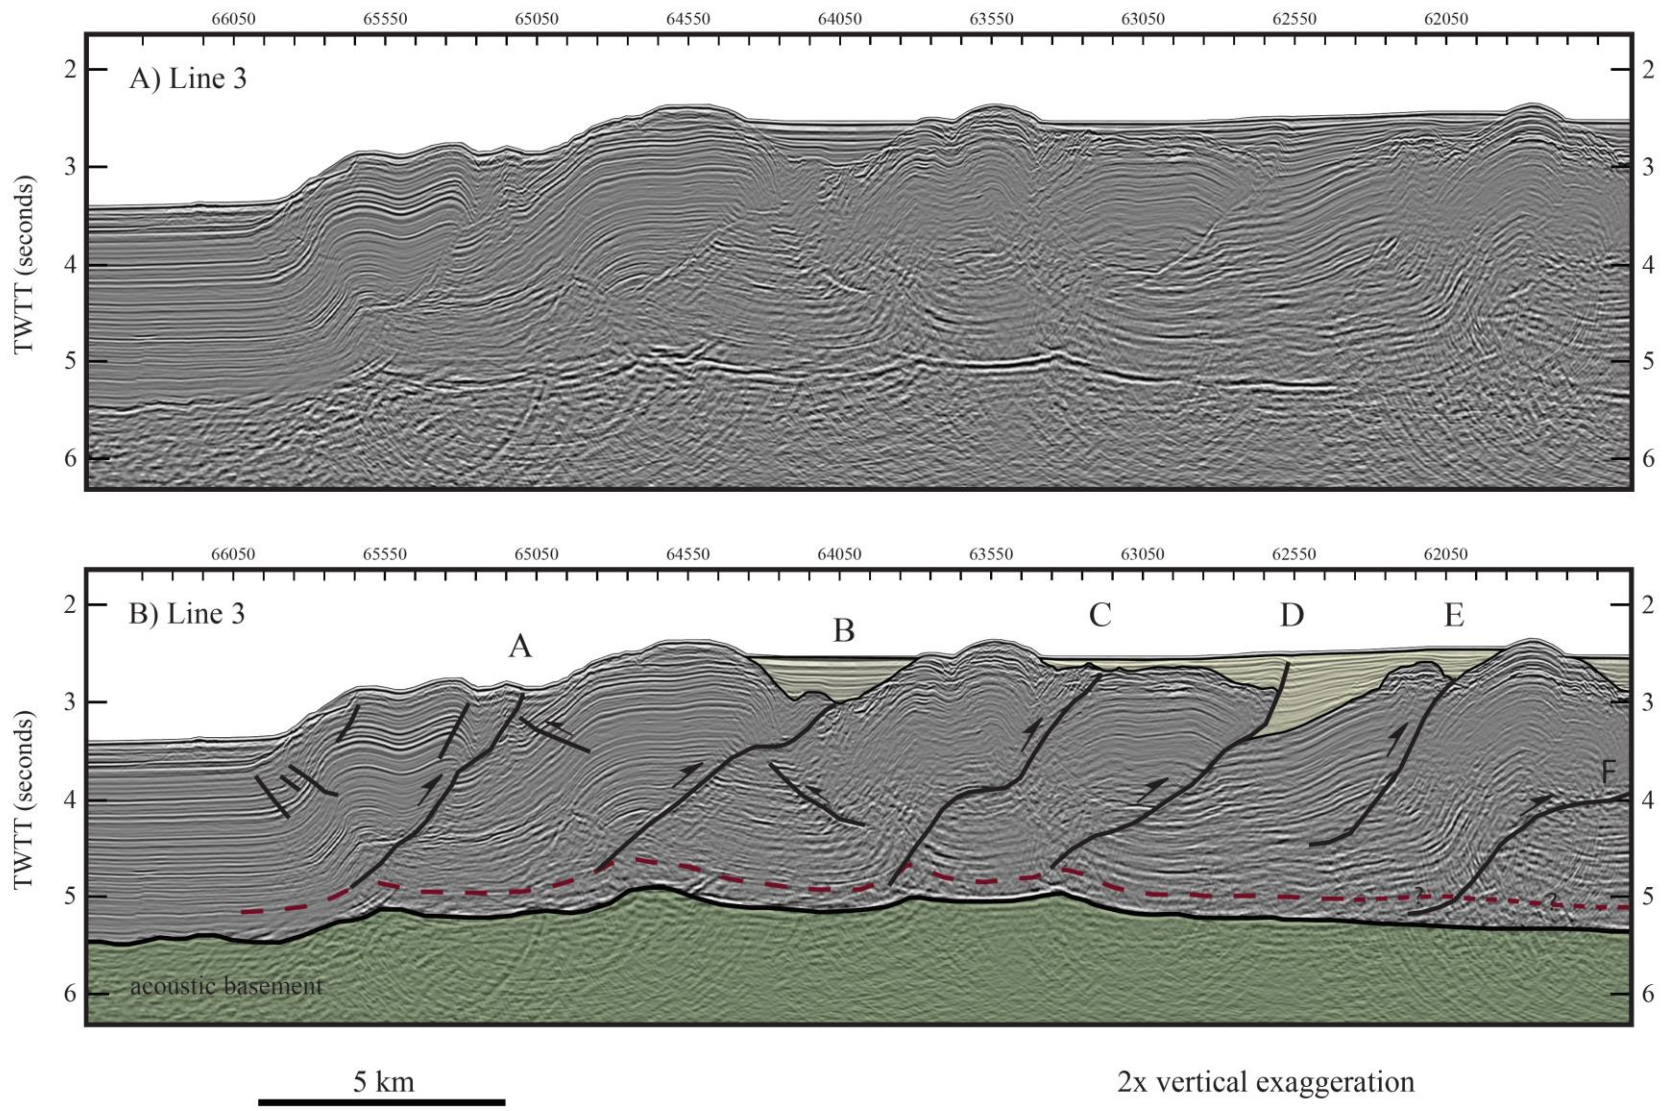 66050 65550 65050 64550 64050 63550 63050 62550 62050
2 A) Line 3 2
3 3
TWTT (seconds)
4 4
5 5
6 6
66050 65550 65050 64550 64050 63550 63050 62550 62050
2 B) Line 3 A B C D E 2
3 3
TWTT (seconds)
F
4 4
5 ? ? 5
6 acoustic basement 6
5 km 2x vertical exaggeration